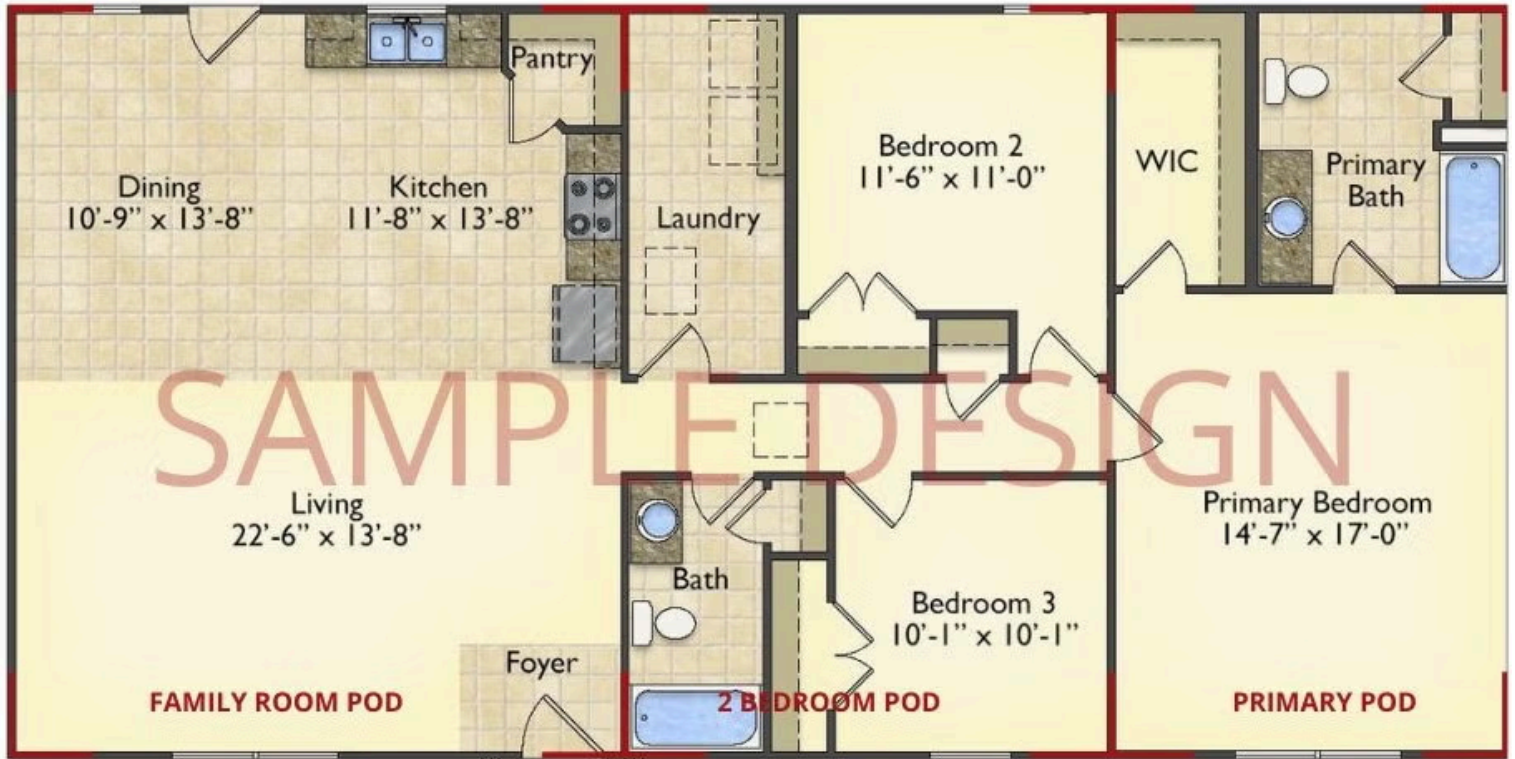 Pantry
Dining
10'-9” x 13'-8”
Kitchen
11'-8” x 13'-8”
Laundry
Bedroom 2
11'-6” x 11'-0”
WIC
Primary
Bath
SAMPLE DESIGN
Living
22'-6” x 13'-8”
Foyer
Bath
Bedroom 3
10'-1” x 10'-1”
Primary Bedroom
14'-7” x 17'-0”
FAMILY ROOM POD
2 BEDROOM POD
PRIMARY POD